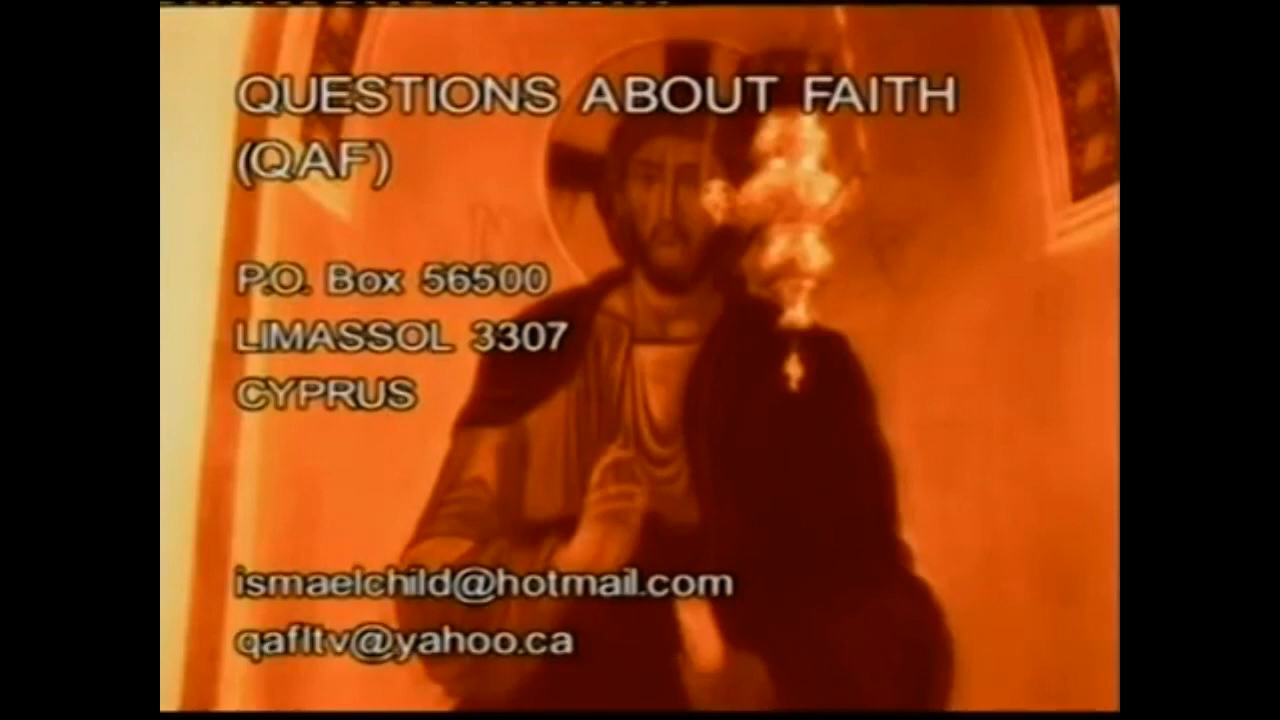 QUESTIONS ABOUT FAITH
(QAF)
P.O. Box 56500
LIMASSOL 3307
CYPRUS
ismaelchild@hotmail.com
qafltv@yahoo.ca